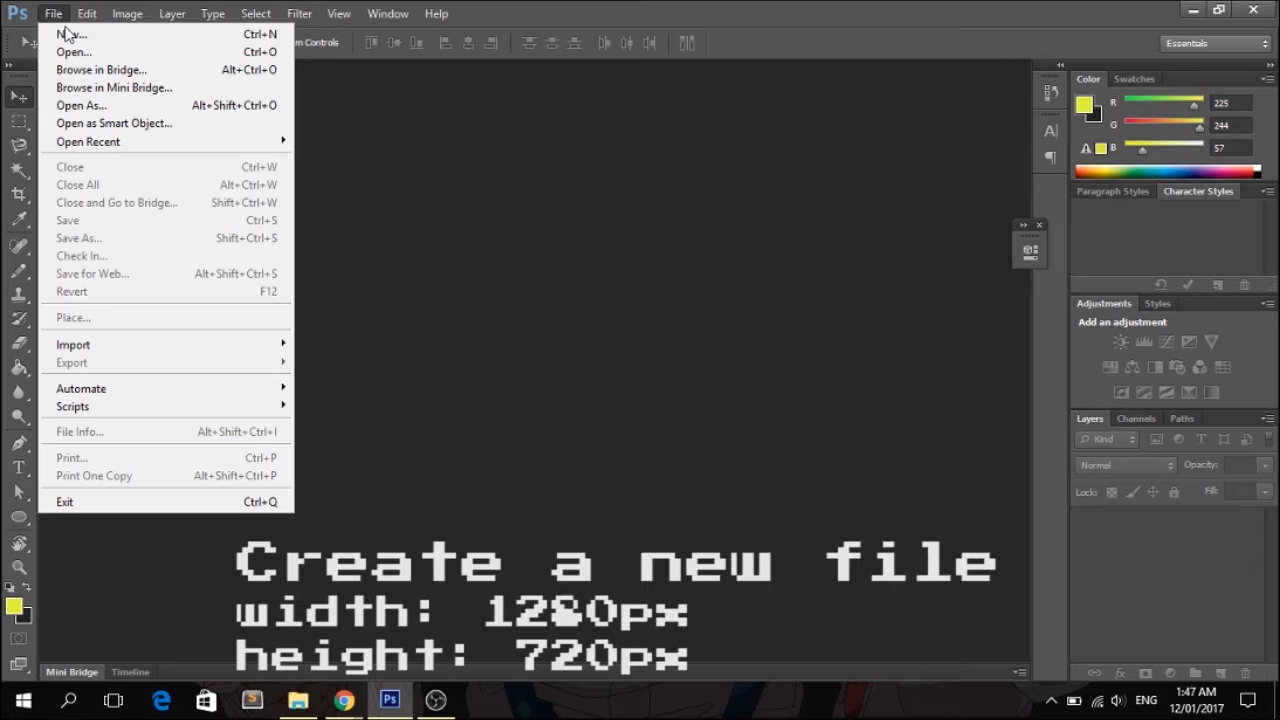 Ps File Edit Image Layer Type Select Filter View Window Help
New... Ctrl+N
Open... Ctrl+O
Browse in Bridge... Alt+Ctrl+O
Browse in Mini Bridge...
Open As... Alt+Shift+Ctrl+O
Open as Smart Object...
Open Recent
Close Ctrl+W
Close All Alt+Ctrl+W
Close and Go to Bridge... Shift+Ctrl+W
Save Ctrl+S
Save As... Shift+Ctrl+S
Check In...
Save for Web... Alt+Shift+Ctrl+S
Revert F12
Place...
Import
Export
Automate
Scripts
File Info... Alt+Shift+Ctrl+I
Print... Ctrl+P
Print One Copy Alt+Shift+Ctrl+P
Exit Ctrl+Q
Controls
Essentials
Color Swatches
R 225
G 244
B 57
Paragraph Styles Character Styles
Adjustments Styles
Add an adjustment
Layers Channels Paths
Kind
Normal Opacity:
Lock: Fill:
Create a new file
width: 1280px
height: 720px
Mini Bridge Timeline
Ps ENG 1:47 AM
12/01/2017